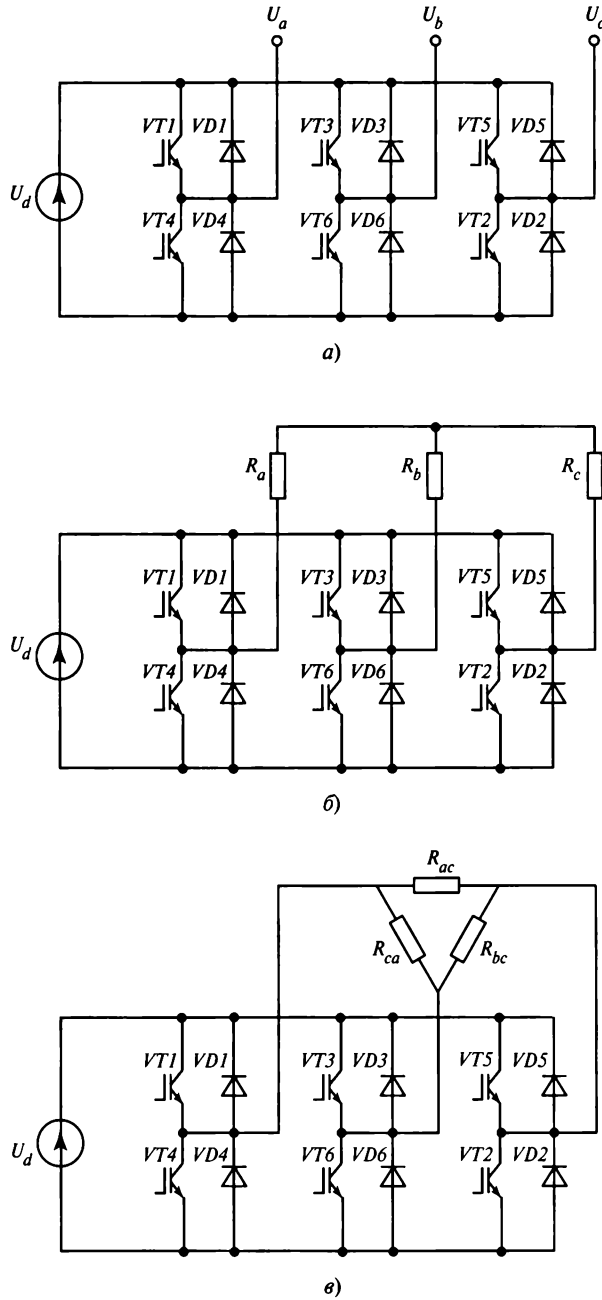 U_a U_b U_c
VT1 VD1 VT3 VD3 VT5 VD5
U_d
VT4 VD4 VT6 VD6 VT2 VD2
а)
R_a R_b R_c
VT1 VD1 VT3 VD3 VT5 VD5
U_d
VT4 VD4 VT6 VD6 VT2 VD2
б)
R_ac
R_ca R_bc
VT1 VD1 VT3 VD3 VT5 VD5
U_d
VT4 VD4 VT6 VD6 VT2 VD2
в)